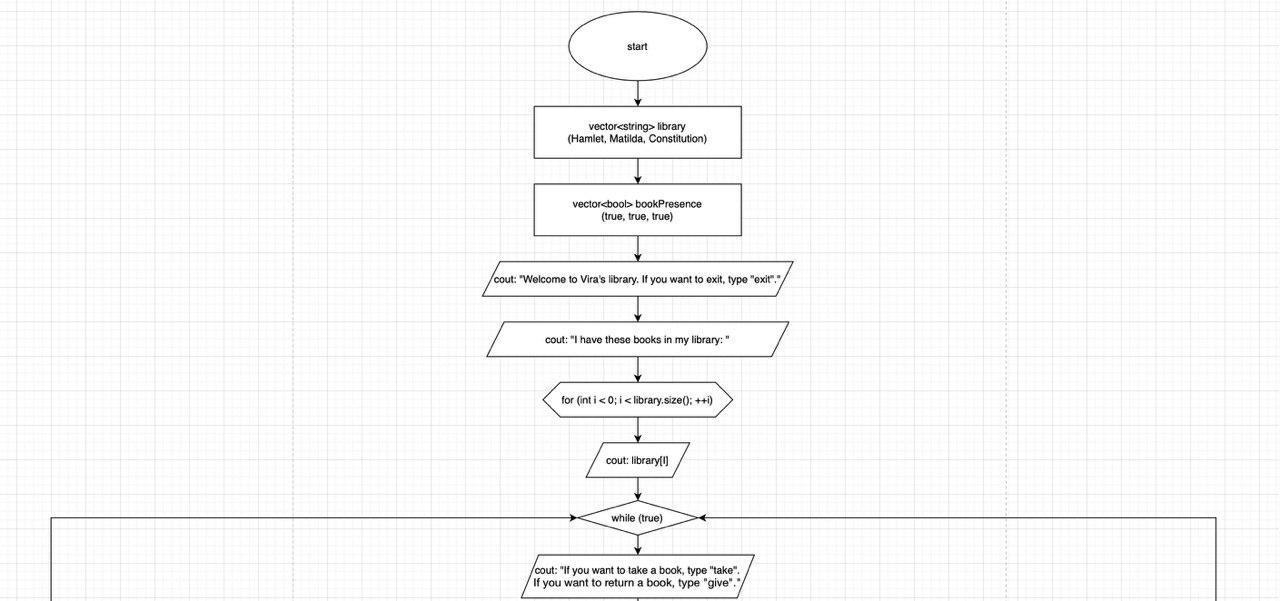 start
vector<string> library
(Hamlet, Matilda, Constitution)
vector<bool> bookPresence
(true, true, true)
cout: "Welcome to Vira's library. If you want to exit, type "exit"."
cout: "I have these books in my library: "
for (int i < 0; i < library.size(); ++i)
cout: library[I]
while (true)
cout: "If you want to take a book, type "take".
If you want to return a book, type "give"."